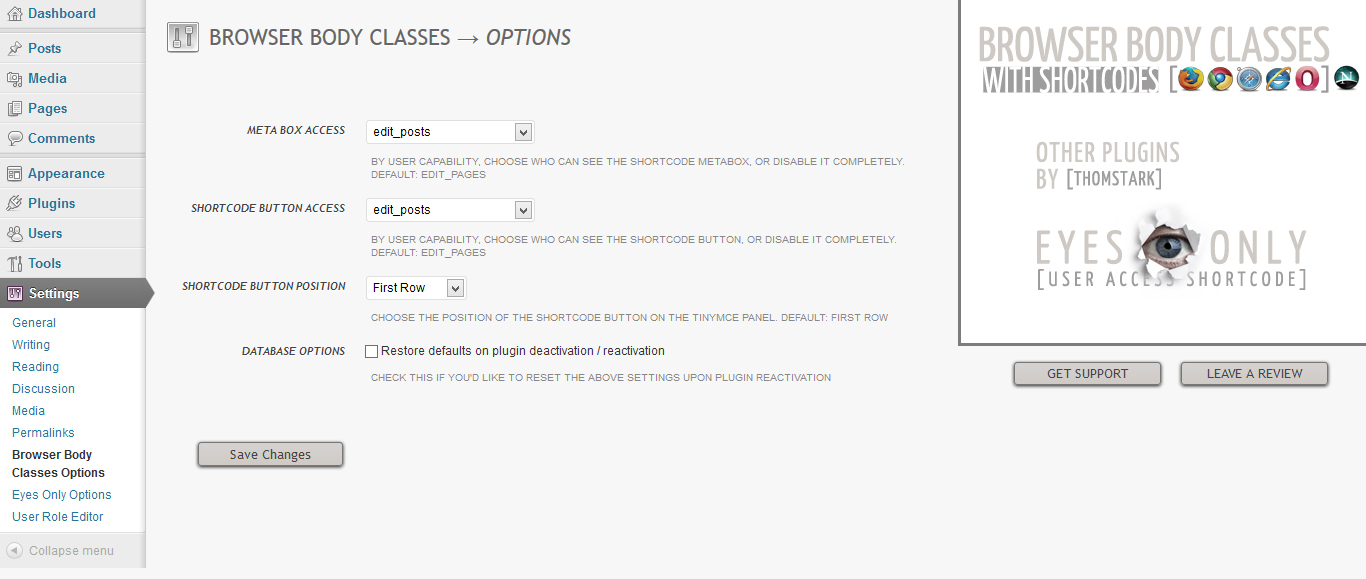 Dashboard
Posts
Media
Pages
Comments
Appearance
Plugins
Users
Tools
Settings
General
Writing
Reading
Discussion
Media
Permalinks
Browser Body
Classes Options
Eyes Only Options
User Role Editor
Collapse menu
BROWSER BODY CLASSES → OPTIONS
META BOX ACCESS
edit_posts
BY USER CAPABILITY, CHOOSE WHO CAN SEE THE SHORTCODE METABOX, OR DISABLE IT COMPLETELY.
DEFAULT: EDIT_PAGES
SHORTCODE BUTTON ACCESS
edit_posts
BY USER CAPABILITY, CHOOSE WHO CAN SEE THE SHORTCODE BUTTON, OR DISABLE IT COMPLETELY.
DEFAULT: EDIT_PAGES
SHORTCODE BUTTON POSITION
First Row
CHOOSE THE POSITION OF THE SHORTCODE BUTTON ON THE TINYMCE PANEL. DEFAULT: FIRST ROW
DATABASE OPTIONS
Restore defaults on plugin deactivation / reactivation
CHECK THIS IF YOU'D LIKE TO RESET THE ABOVE SETTINGS UPON PLUGIN REACTIVATION
Save Changes
BROWSER BODY CLASSES
WITH SHORTCODES [ ] N
OTHER PLUGINS
BY [THOMSTARK]
EYES ONLY
[USER ACCESS SHORTCODE]
GET SUPPORT
LEAVE A REVIEW